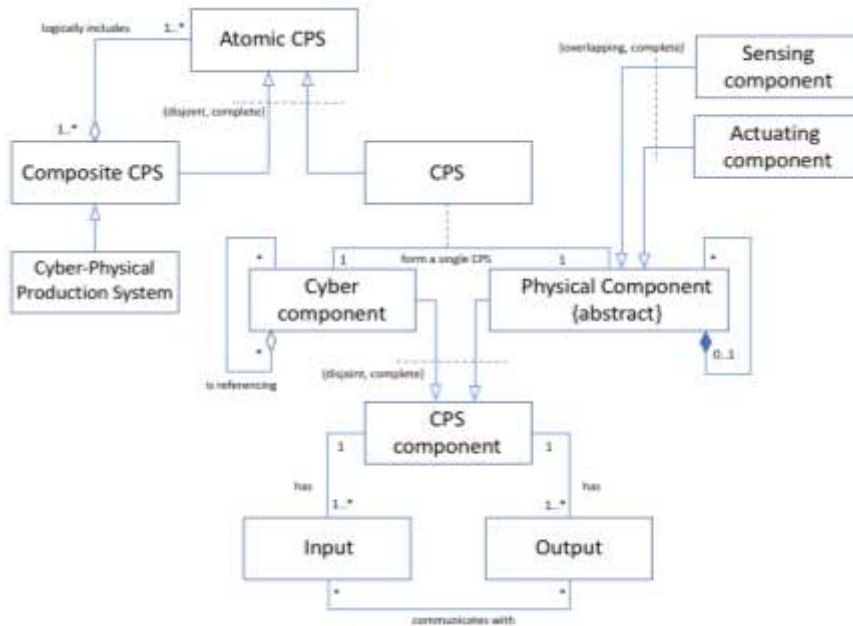 logically includes
1..*
Atomic CPS
{overlapping, complete}
Sensing
component
{disjoint, complete}
1..*
Actuating
component
Composite CPS
CPS
Cyber-Physical
Production System
*
1
form a single CPS
1
*
Cyber
component
Physical Component
{abstract}
*
0..1
is referencing
{disjoint, complete}
CPS
component
1
1
has
has
1..*
1..*
Input
Output
*
*
communicates with